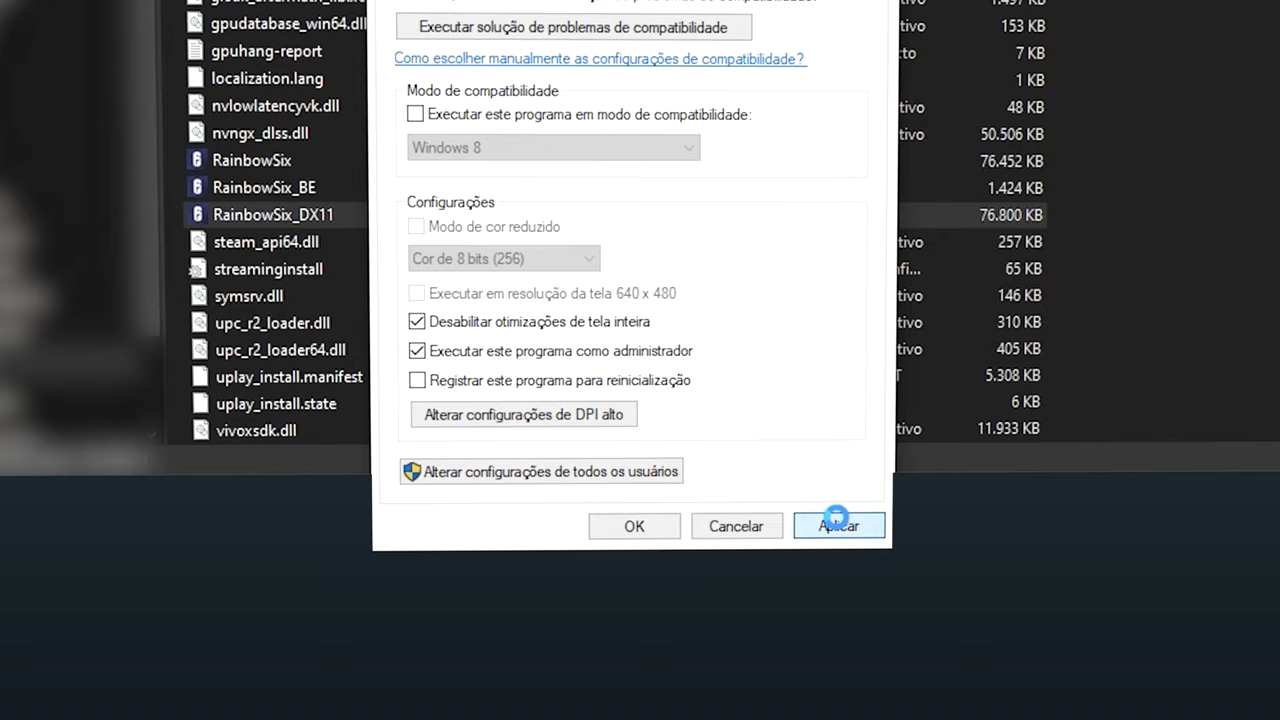 Executar solução de problemas de compatibilidade
Como escolher manualmente as configurações de compatibilidade?
Modo de compatibilidade
Executar este programa em modo de compatibilidade:
Windows 8
Configurações
Modo de cor reduzido
Cor de 8 bits (256)
Executar em resolução da tela 640 x 480
Desabilitar otimizações de tela inteira
Executar este programa como administrador
Registrar este programa para reinicialização
Alterar configurações de DPI alto
Alterar configurações de todos os usuários
OK Cancelar Aplicar
gpudatabase_win64.dll 153 KB
gpuhang-report to 7 KB
localization.lang 1 KB
nvlowlatencyvk.dll tivo 48 KB
nvngx_dlss.dll tivo 50.506 KB
RainbowSix 76.452 KB
RainbowSix_BE 1.424 KB
RainbowSix_DX11 76.800 KB
steam_api64.dll tivo 257 KB
streaminginstall nfi... 65 KB
symsrv.dll tivo 146 KB
upc_r2_loader.dll tivo 310 KB
upc_r2_loader64.dll tivo 405 KB
uplay_install.manifest T 5.308 KB
uplay_install.state 6 KB
vivoxsdk.dll tivo 11.933 KB